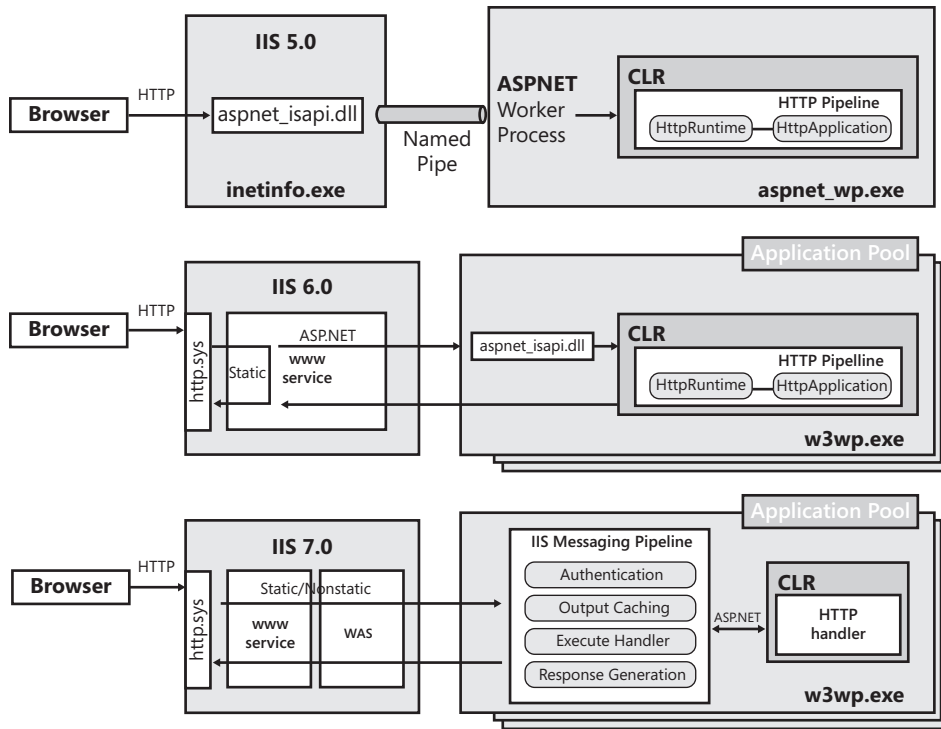 IIS 5.0
Browser
HTTP
aspnet_isapi.dll
inetinfo.exe
Named
Pipe
ASPNET
Worker
Process
CLR
HTTP Pipeline
HttpRuntime
HttpApplication
aspnet_wp.exe
Application Pool
IIS 6.0
Browser
HTTP
http.sys
Static
ASP.NET
www
service
aspnet_isapi.dll
CLR
HTTP Pipelline
HttpRuntime
HttpApplication
w3wp.exe
Application Pool
IIS 7.0
Browser
HTTP
http.sys
Static/Nonstatic
www
service
WAS
IIS Messaging Pipeline
Authentication
Output Caching
Execute Handler
Response Generation
ASP.NET
CLR
HTTP
handler
w3wp.exe